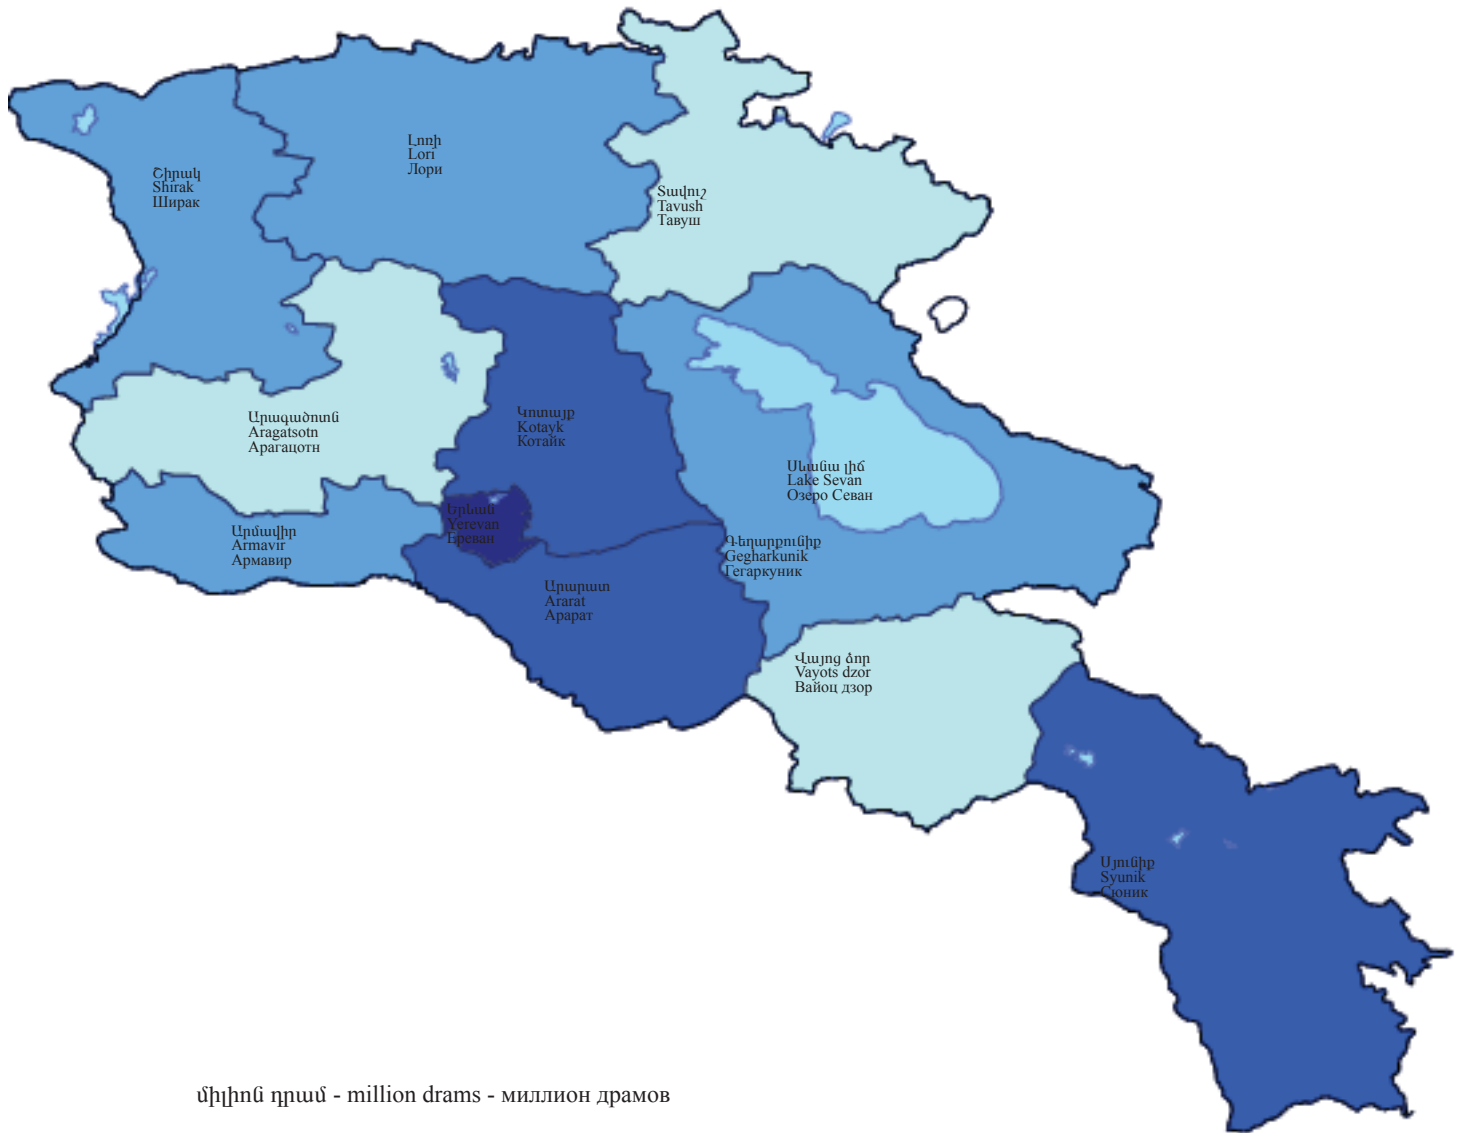 Շիրակ
Shirak
Ширак
Լոռի
Lori
Лори
Տավուշ
Tavush
Тавуш
Արագածոտն
Aragatsotn
Арагацотн
Կոտայք
Kotayk
Котайк
Սևանա լիճ
Lake Sevan
Озеро Севан
Երևան
Yerevan
Ереван
Արմավիր
Armavir
Армавир
Գեղարքունիք
Gegharkunik
Гегаркуник
Արարատ
Ararat
Арарат
Վայոց ձոր
Vayots dzor
Вайоц дзор
Սյունիք
Syunik
Сюник
միլիոն դրամ - million drams - миллион драмов